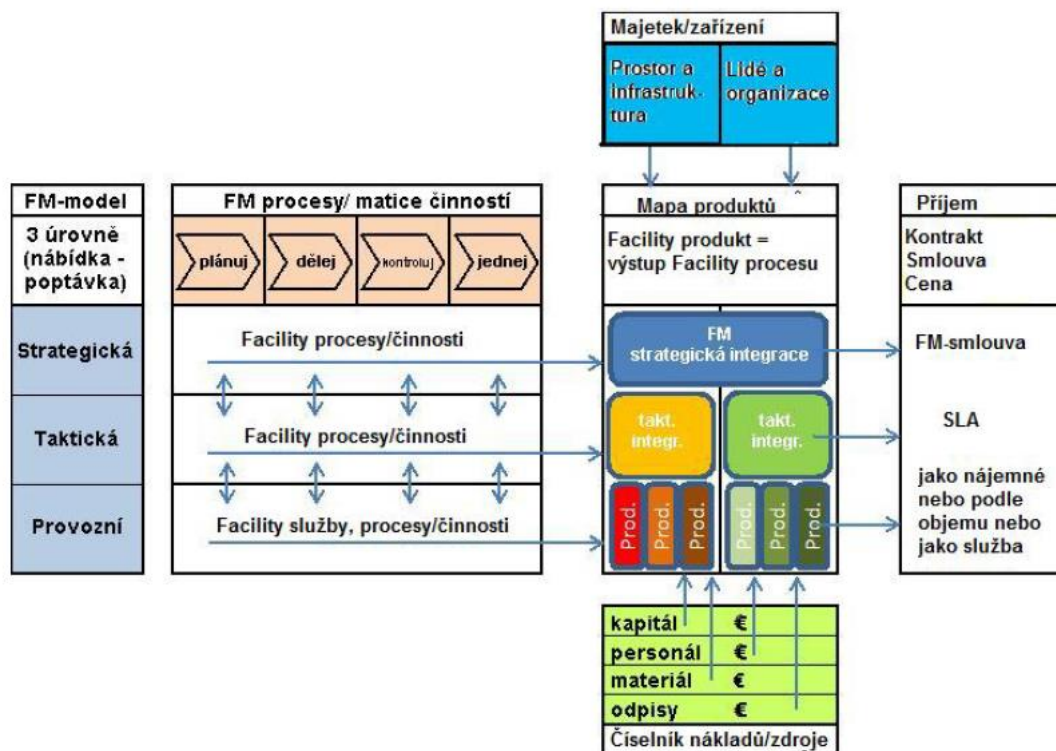 Majetek/zařízení
Prostor a
infrastruk-
tura
Lidé a
organizace
FM-model
3 úrovně
(nábídka -
poptávka)
Strategická
Taktická
Provozní
FM procesy/ matice činností
plánuj
dělej
kontroluj
jednej
Facility procesy/činnosti
Facility procesy/činnosti
Facility služby, procesy/činnosti
Mapa produktů
Facility produkt =
výstup Facility procesu
FM
strategická integrace
takt.
integr.
takt.
integr.
Prod.
Prod.
Prod.
Prod.
Prod.
Prod.
Příjem
Kontrakt
Smlouva
Cena
FM-smlouva
SLA
jako nájemné
nebo podle
objemu nebo
jako služba
kapitál €
personál €
materiál €
odpisy €
Číselník nákladů/zdroje